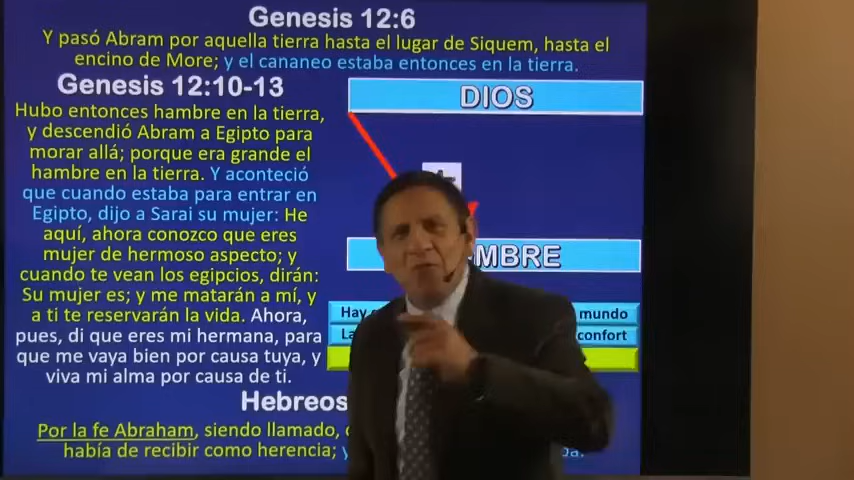 Genesis 12:6
Y pasó Abram por aquella tierra hasta el lugar de Siquem, hasta el
encino de More; y el cananeo estaba entonces en la tierra.
Genesis 12:10-13
Hubo entonces hambre en la tierra,
y descendió Abram a Egipto para
morar allá; porque era grande el
hambre en la tierra. Y aconteció
que cuando estaba para entrar en
Egipto, dijo a Sarai su mujer: He
aquí, ahora conozco que eres
mujer de hermoso aspecto; y
cuando te vean los egipcios, dirán:
Su mujer es; y me matarán a mí, y
a ti te reservarán la vida. Ahora,
pues, di que eres mi hermana, para
que me vaya bien por causa tuya, y
viva mi alma por causa de ti.
DIOS
MBRE
Hay mundo
La confort
Hebreos
Por la fe Abraham, siendo llamado,
había de recibir como herencia; y